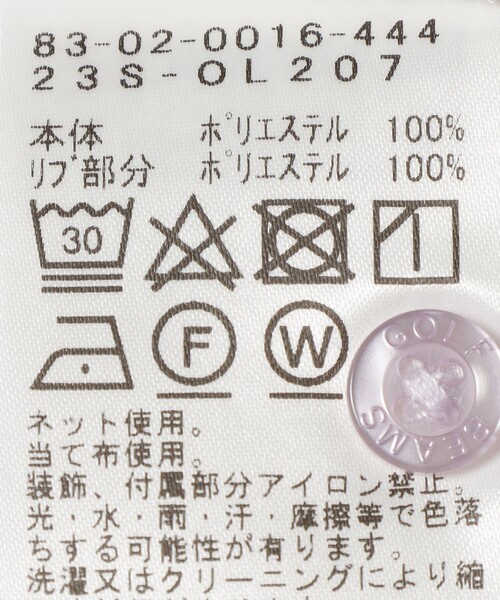 83-02-0016-444
23S-OL207
本体 ポリエステル 100%
リブ部分 ポリエステル 100%
30
F
W
GOLF
BEAMS
ネット使用。
当て布使用。
装飾、付属部分アイロン禁止。
光・水・雨・汗・摩擦等で色落
ちする可能性が有ります。
洗濯又はクリーニングにより縮